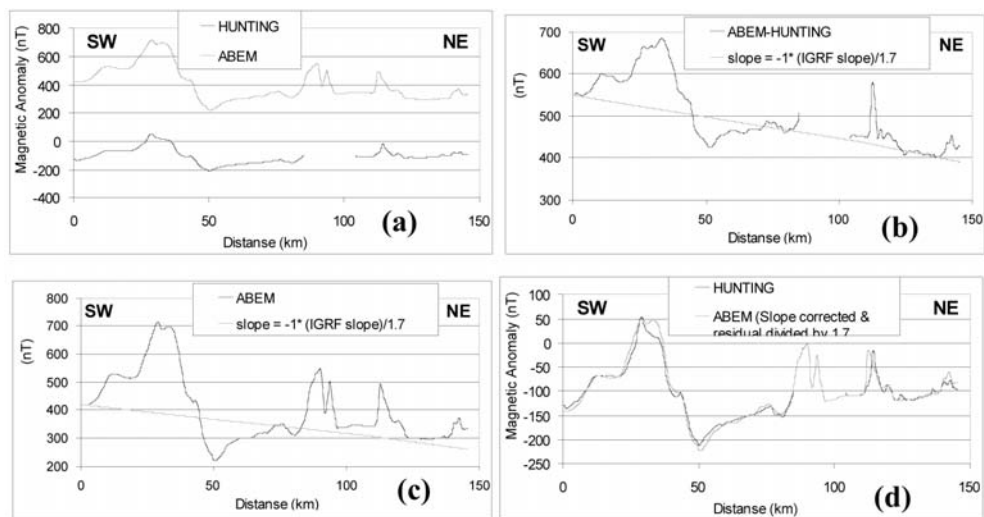 800
600
400
200
0
-200
-400
Magnetic Anomaly (nT)
SW
HUNTING
ABEM
NE
0
50
100
150
Distanse (km)
(a)
700
600
500
400
300
(nT)
SW
ABEM-HUNTING
slope = -1* (IGRF slope)/1.7
NE
0
50
100
150
Distanse (km)
(b)
800
700
600
500
400
300
200
(nT)
SW
ABEM
slope = -1* (IGRF slope)/1.7
NE
0
50
100
150
Distanse (km)
(c)
100
50
0
-50
-100
-150
-200
-250
Magnetic Anomaly (nT)
SW
HUNTING
ABEM (Slope corrected &
residual divided by 1.7
NE
0
50
100
150
Distanse (km)
(d)